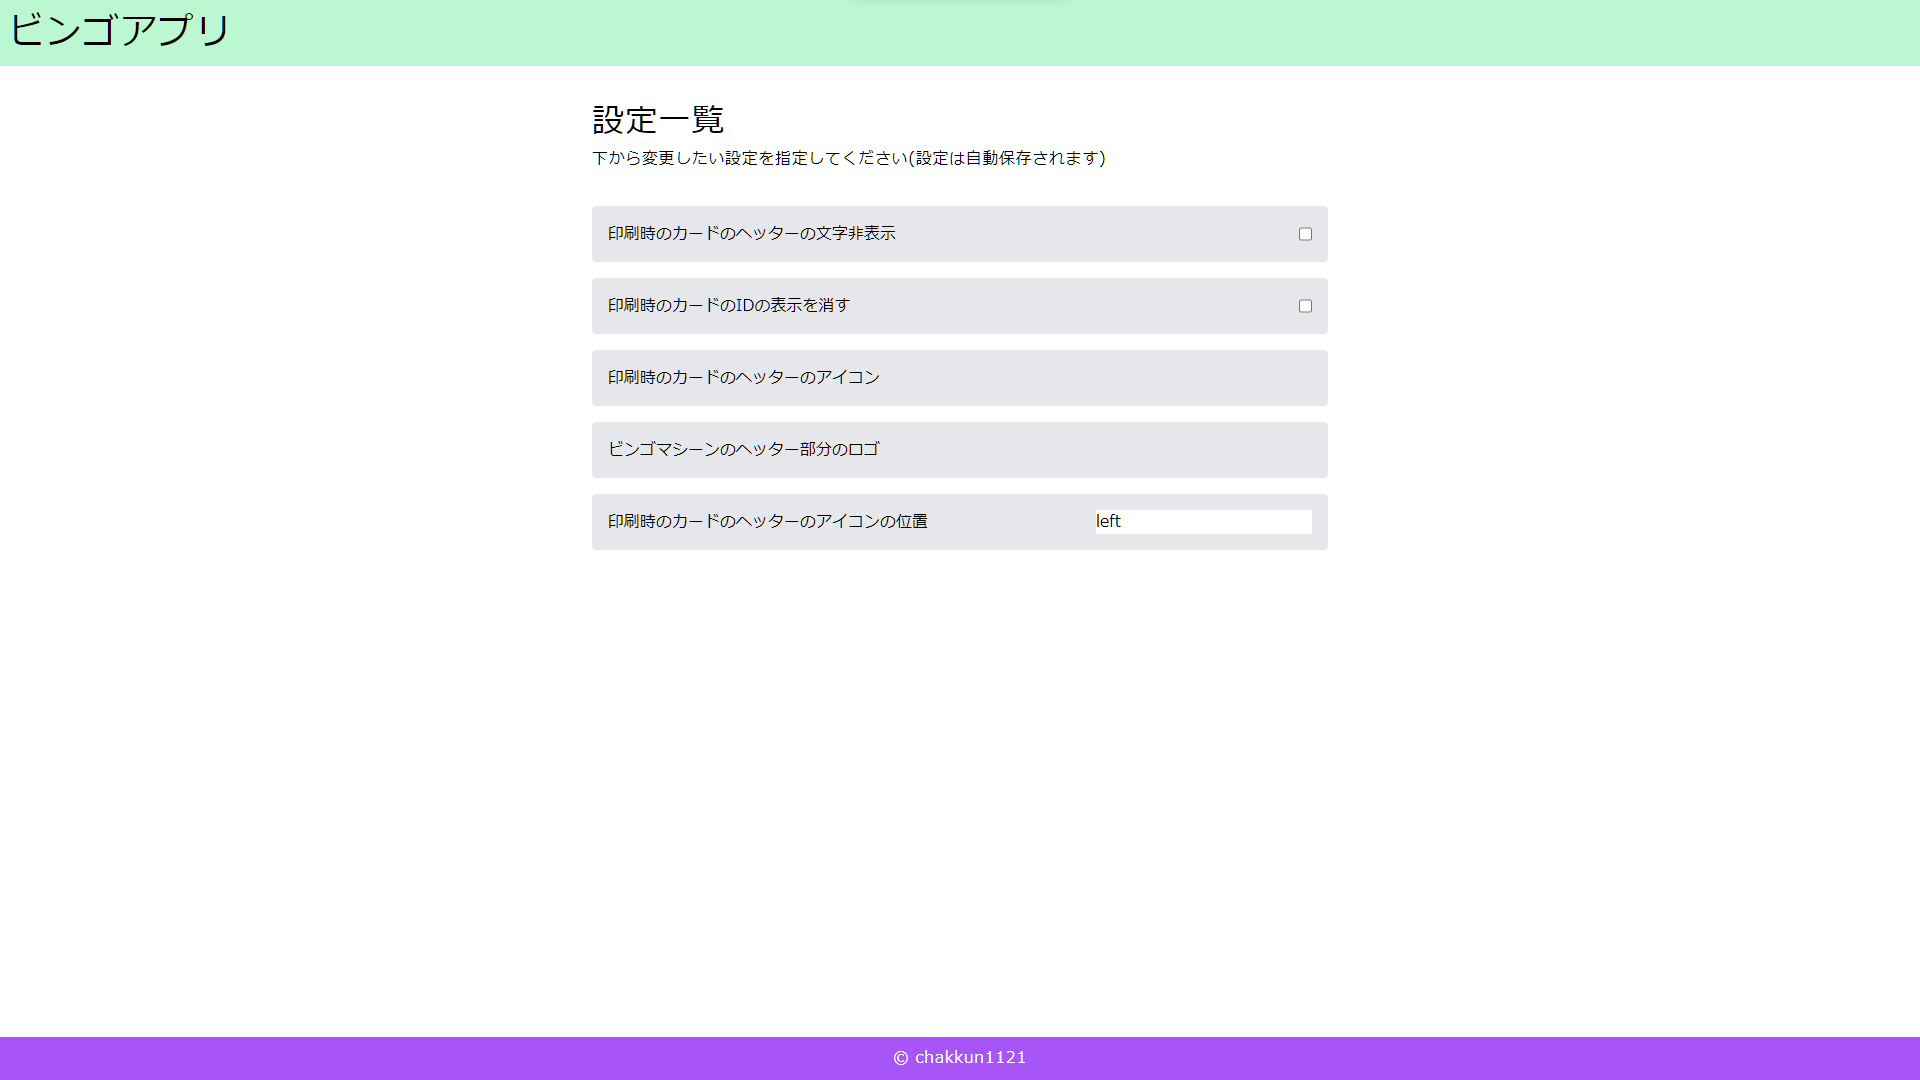 ビンゴアプリ
設定一覧
下から変更したい設定を指定してください(設定は自動保存されます)
印刷時のカードのヘッターの文字非表示
印刷時のカードのIDの表示を消す
印刷時のカードのヘッターのアイコン
ビンゴマシーンのヘッター部分のロゴ
印刷時のカードのヘッターのアイコンの位置 left
© chakkun1121